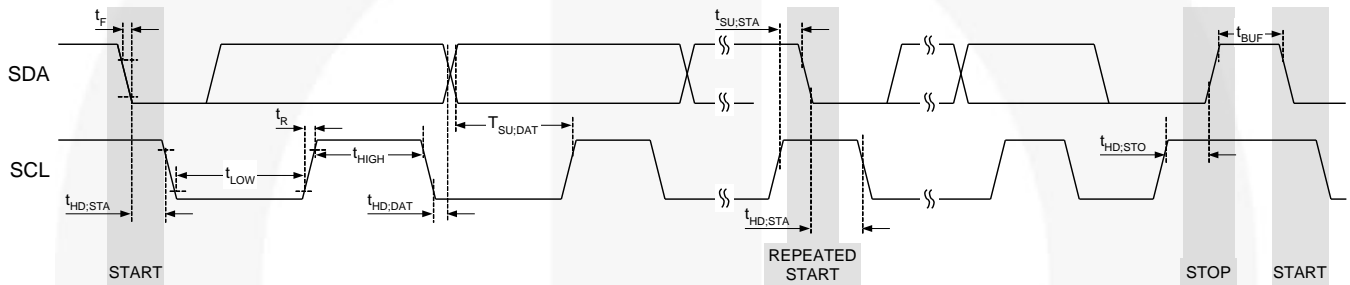 tF
tSU;STA
tBUF
SDA
tR
TSU;DAT
tHIGH
tLOW
tHD;STO
SCL
tHD;STA
tHD;DAT
tHD;STA
START
REPEATED
START
STOP
START